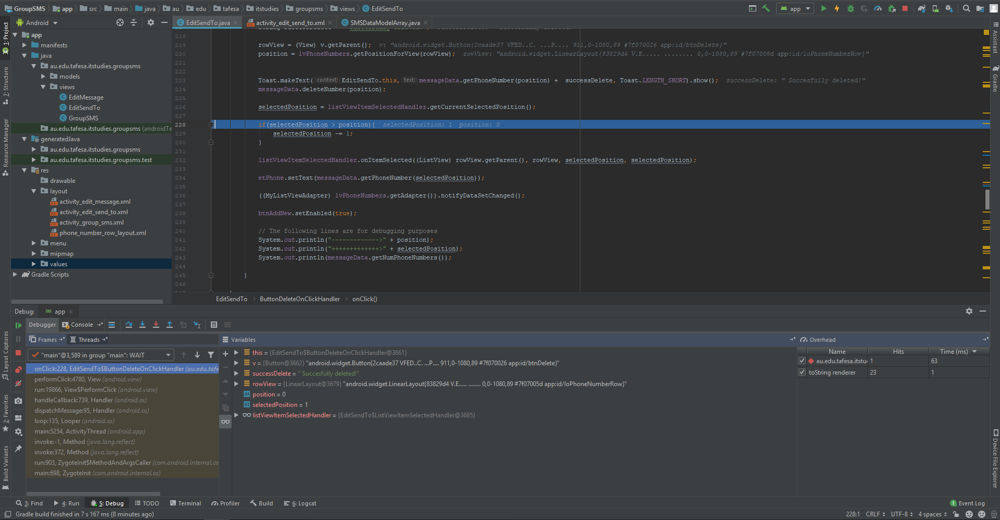 GroupSMS app src main java au edu tafesa itstudies groupsms views EditSendTo
app
Android
EditSendTo.java activity_edit_send_to.xml SMSDataModelArray.java
1: Project
7: Structure
Resource Manager
Layout Captures
2: Favorites
Build Variants
Assistant
Gradle
Device File Explorer
app
manifests
java
au.edu.tafesa.itstudies.groupsms
models
views
EditMessage
EditSendTo
GroupSMS
au.edu.tafesa.itstudies.groupsms (androidTe
generatedJava
au.edu.tafesa.itstudies.groupsms
au.edu.tafesa.itstudies.groupsms.test
res
drawable
layout
activity_edit_message.xml
activity_edit_send_to.xml
activity_group_sms.xml
phone_number_row_layout.xml
menu
mipmap
values
Gradle Scripts
218
219 rowView = (View) v.getParent(); v: "android.widget.Button{2caade37 VFED..C. ...P.... 911,0-1080,89 #7f070026 app:id/btnDelete}"
220 position = lvPhoneNumbers.getPositionForView(rowView); rowView: "android.widget.LinearLayout{83829d4 V.E..... ........ 0,0-1080,89 #7f07005d app:id/loPhoneNumberRow}"
221
222
223 Toast.makeText( context: EditSendTo.this, text: messageData.getPhoneNumber(position) + successDelete, Toast.LENGTH_SHORT).show(); successDelete: " Succesfully deleted!"
224 messageData.deleteNumber(position);
225
226 selectedPosition = listViewItemSelectedHandler.getCurrentSelectedPosition();
227
228 if(selectedPosition > position){ selectedPosition: 1 position: 0
229 selectedPosition -= 1;
230 }
231
232 listViewItemSelectedHandler.onItemSelected((ListView) rowView.getParent(), rowView, selectedPosition, selectedPosition);
233
234 etPhone.setText(messageData.getPhoneNumber(selectedPosition));
235
236 ((MyListViewAdapter) lvPhoneNumbers.getAdapter()).notifyDataSetChanged();
237
238 btnAddNew.setEnabled(true);
239
240 // The following lines are for debugging purposes
241 System.out.println("------------->" + position);
242 System.out.println("+++++++++++++>" + selectedPosition);
243 System.out.println(messageData.getNumPhoneNumbers());
244
245 }
246
EditSendTo ButtonDeleteOnClickHandler onClick()
Debug: app
Debugger Console
Frames Threads
Variables
Overhead
"main"@3,589 in group "main": WAIT
onClick:228, EditSendTo$ButtonDeleteOnClickHandler (au.edu.tafe
performClick:4780, View (android.view)
run:19866, View$PerformClick (android.view)
handleCallback:739, Handler (android.os)
dispatchMessage:95, Handler (android.os)
loop:135, Looper (android.os)
main:5254, ActivityThread (android.app)
invoke:-1, Method (java.lang.reflect)
invoke:372, Method (java.lang.reflect)
run:903, ZygoteInit$MethodAndArgsCaller (com.android.internal.os
main:698, ZygoteInit (com.android.internal.os)
this = {EditSendTo$ButtonDeleteOnClickHandler@3661}
v = {Button@3662} "android.widget.Button{2caade37 VFED..C. ...P.... 911,0-1080,89 #7f070026 app:id/btnDelete}"
successDelete = " Succesfully deleted!"
rowView = {LinearLayout@3679} "android.widget.LinearLayout{83829d4 V.E..... ........ 0,0-1080,89 #7f07005d app:id/loPhoneNumberRow}"
position = 0
selectedPosition = 1
listViewItemSelectedHandler = {EditSendTo$ListViewItemSelectedHandler@3685}
Name Hits Time (ms)
au.edu.tafesa.itstu 1 63
toString renderer 23 1
3: Find 4: Run 5: Debug TODO Terminal Profiler Build 6: Logcat 1 Event Log
Gradle build finished in 7 s 167 ms (8 minutes ago) 228:1 CRLF UTF-8 4 spaces